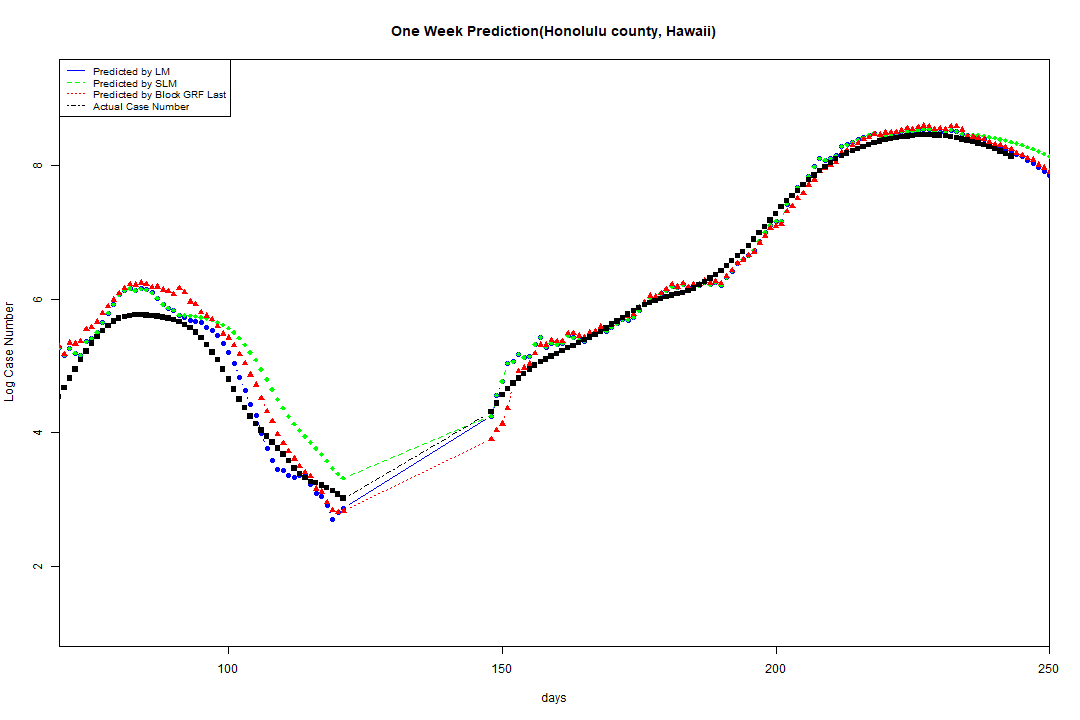 One Week Prediction(Honolulu county, Hawaii)
Predicted by LM
Predicted by SLM
Predicted by Block GRF Last
Actual Case Number
8
6
4
2
Log Case Number
100 150 200 250
days